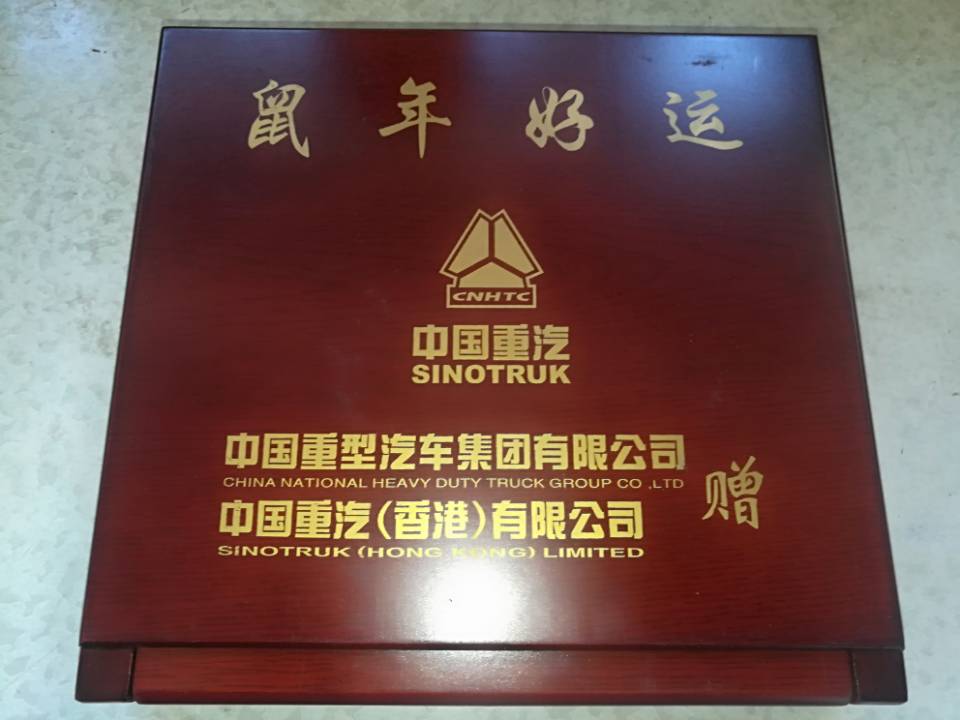 鼠年好运
CNHTC
中国重汽
SINOTRUK
中国重型汽车集团有限公司
CHINA NATIONAL HEAVY DUTY TRUCK GROUP CO .,LTD
中国重汽(香港)有限公司
SINOTRUK (HONG KONG) LIMITED
赠